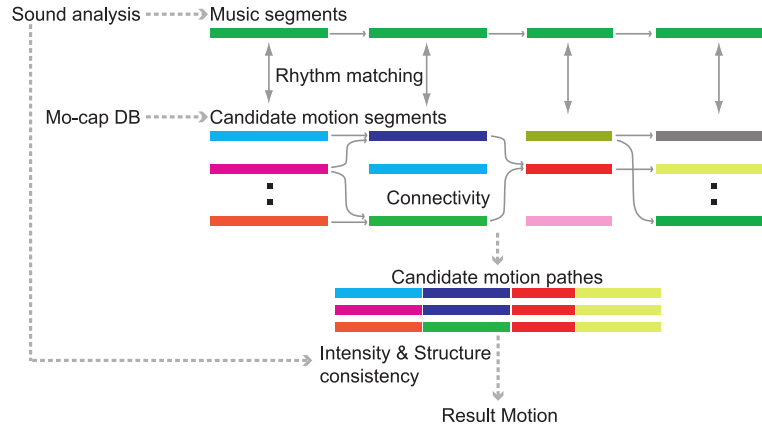 Sound analysis
Music segments
Rhythm matching
Mo-cap DB
Candidate motion segments
Connectivity
Candidate motion pathes
Intensity & Structure
consistency
Result Motion